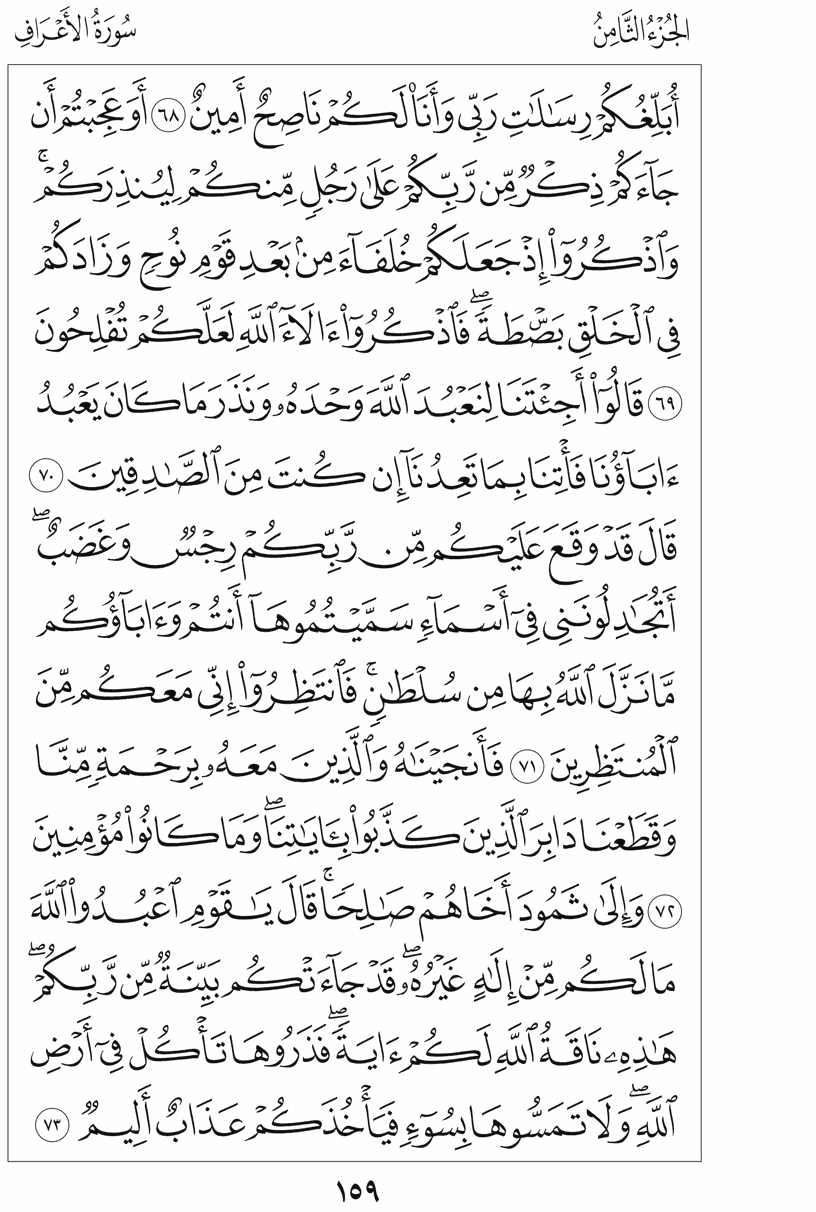 الجُزْءُ الثَّامِنُ
سُورَةُ الأَعْرَافِ
أُبَلِّغُكُمْ رِسَٰلَٰتِ رَبِّى وَأَنَا۠ لَكُمْ نَاصِحٌ أَمِينٌ ٦٨ أَوَعَجِبْتُمْ أَن
جَآءَكُمْ ذِكْرٌ مِّن رَّبِّكُمْ عَلَىٰ رَجُلٍ مِّنكُمْ لِيُنذِرَكُمْ ۚ
وَٱذْكُرُوٓا۟ إِذْ جَعَلَكُمْ خُلَفَآءَ مِنۢ بَعْدِ قَوْمِ نُوحٍ وَزَادَكُمْ
فِى ٱلْخَلْقِ بَصْۜطَةً ۖ فَٱذْكُرُوٓا۟ ءَالَآءَ ٱللَّهِ لَعَلَّكُمْ تُفْلِحُونَ
٦٩ قَالُوٓا۟ أَجِئْتَنَا لِنَعْبُدَ ٱللَّهَ وَحْدَهُۥ وَنَذَرَ مَا كَانَ يَعْبُدُ
ءَابَآؤُنَا فَأْتِنَا بِمَا تَعِدُنَآ إِن كُنتَ مِنَ ٱلصَّٰدِقِينَ ٧٠
قَالَ قَدْ وَقَعَ عَلَيْكُم مِّن رَّبِّكُمْ رِجْسٌ وَغَضَبٌ ۖ
أَتُجَٰدِلُونَنِى فِىٓ أَسْمَآءٍ سَمَّيْتُمُوهَآ أَنتُمْ وَءَابَآؤُكُم
مَّا نَزَّلَ ٱللَّهُ بِهَا مِن سُلْطَٰنٍ ۚ فَٱنتَظِرُوٓا۟ إِنِّى مَعَكُم مِّنَ
ٱلْمُنتَظِرِينَ ٧١ فَأَنجَيْنَٰهُ وَٱلَّذِينَ مَعَهُۥ بِرَحْمَةٍ مِّنَّا
وَقَطَعْنَا دَابِرَ ٱلَّذِينَ كَذَّبُوا۟ بِـَٔايَٰتِنَا ۖ وَمَا كَانُوا۟ مُؤْمِنِينَ
٧٢ وَإِلَىٰ ثَمُودَ أَخَاهُمْ صَٰلِحًا ۚ قَالَ يَٰقَوْمِ ٱعْبُدُوا۟ ٱللَّهَ
مَا لَكُم مِّنْ إِلَٰهٍ غَيْرُهُۥ ۖ قَدْ جَآءَتْكُم بَيِّنَةٌ مِّن رَّبِّكُمْ ۖ
هَٰذِهِۦ نَاقَةُ ٱللَّهِ لَكُمْ ءَايَةً ۖ فَذَرُوهَا تَأْكُلْ فِىٓ أَرْضِ
ٱللَّهِ ۖ وَلَا تَمَسُّوهَا بِسُوٓءٍ فَيَأْخُذَكُمْ عَذَابٌ أَلِيمٌ ٧٣
١٥٩